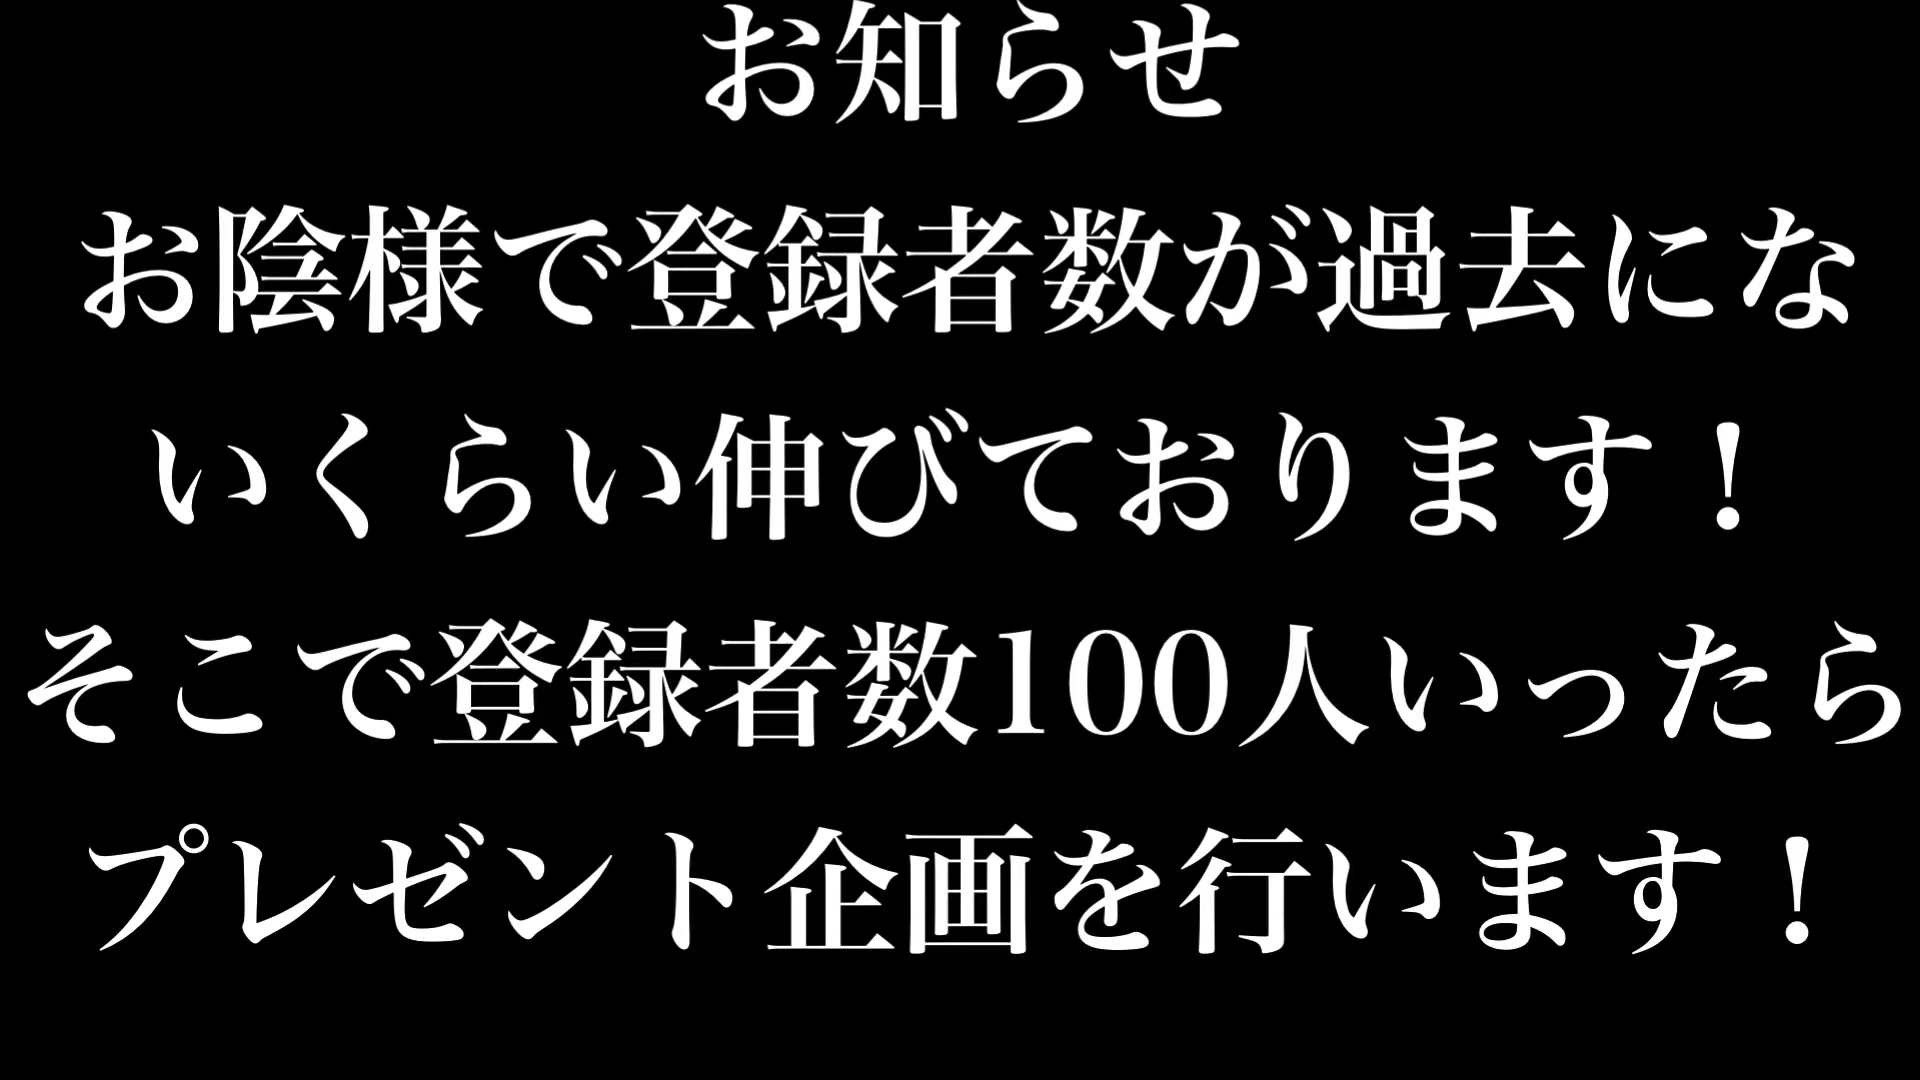 お知らせ
お陰様で登録者数が過去にな
いくらい伸びております！
そこで登録者数100人いったら
プレゼント企画を行います！